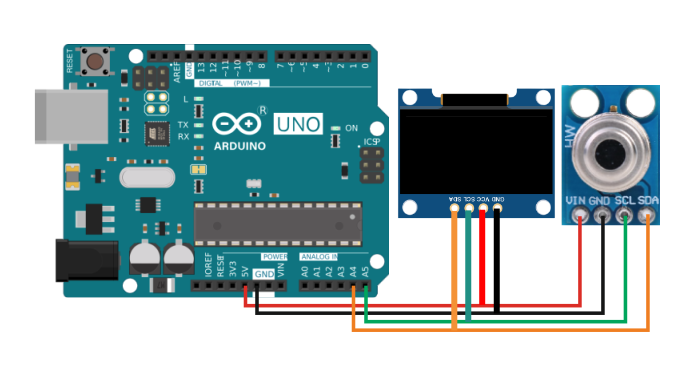 RESET
AREF
GND
13
12
~11
~10
~9
8
7
~6
~5
4
~3
2
1
0
DIGITAL (PWM~)
L
TX
RX
R
UNO
ARDUINO
ON
ICSP
IOREF
RESET
3V3
5V
GND
VIN
POWER
ANALOG IN
A0
A1
A2
A3
A4
A5
SDA
SCL
VCC
GND
HW
VIN GND SCL SDA